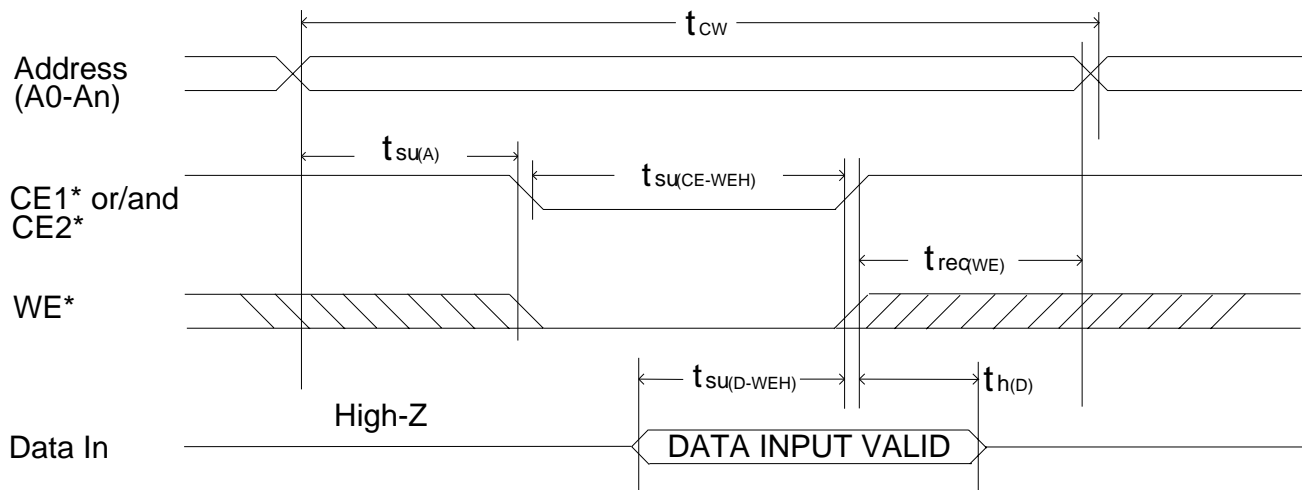 tCW
Address
(A0-An)
tsu(A)
tsu(CE-WEH)
CE1* or/and
CE2*
trec(WE)
WE*
tsu(D-WEH)
th(D)
High-Z
Data In
DATA INPUT VALID